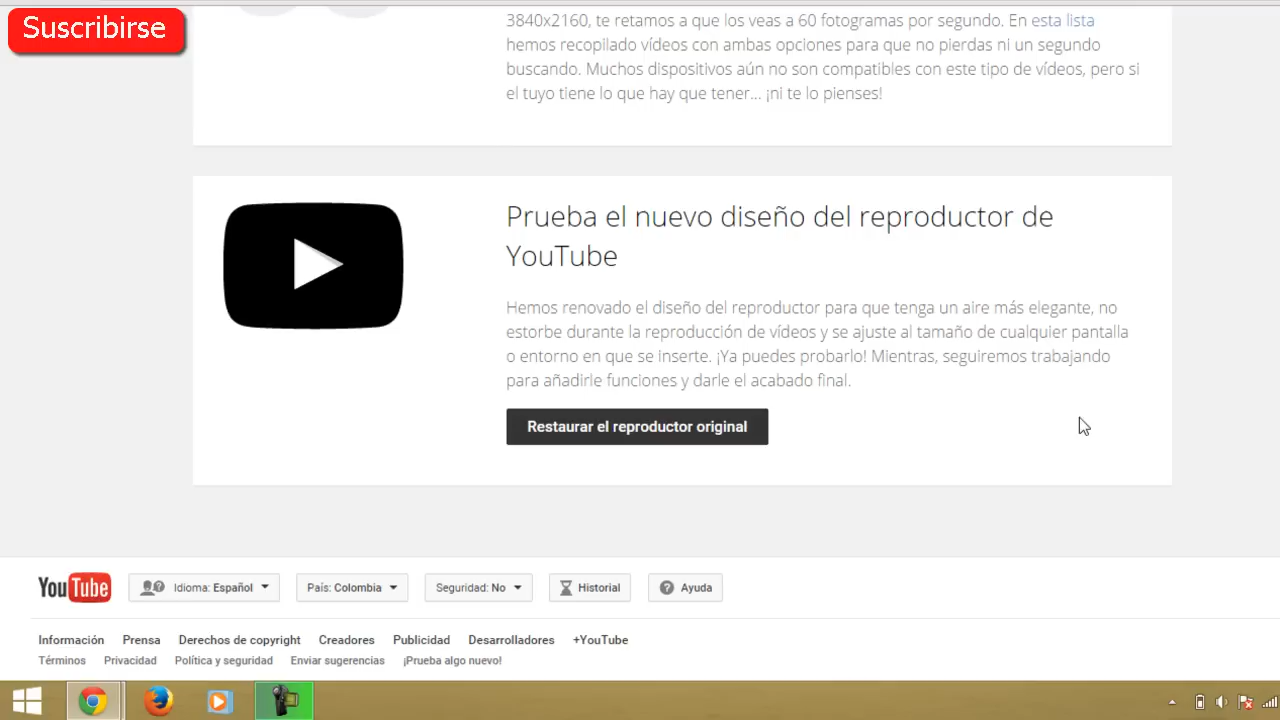 Suscribirse
3840x2160, te retamos a que los veas a 60 fotogramas por segundo. En esta lista
hemos recopilado vídeos con ambas opciones para que no pierdas ni un segundo
buscando. Muchos dispositivos aún no son compatibles con este tipo de vídeos, pero si
el tuyo tiene lo que hay que tener... ¡ni te lo pienses!
Prueba el nuevo diseño del reproductor de
YouTube
Hemos renovado el diseño del reproductor para que tenga un aire más elegante, no
estorbe durante la reproducción de vídeos y se ajuste al tamaño de cualquier pantalla
o entorno en que se inserte. ¡Ya puedes probarlo! Mientras, seguiremos trabajando
para añadirle funciones y darle el acabado final.
Restaurar el reproductor original
YouTube Idioma: Español País: Colombia Seguridad: No Historial Ayuda
Información Prensa Derechos de copyright Creadores Publicidad Desarrolladores +YouTube
Términos Privacidad Política y seguridad Enviar sugerencias ¡Prueba algo nuevo!